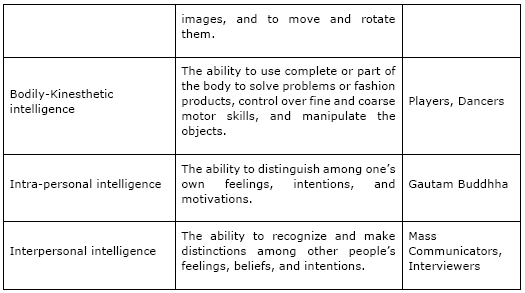 images, and to move and rotate
them.
Bodily-Kinesthetic
intelligence
The ability to use complete or part of
the body to solve problems or fashion
products, control over fine and coarse
motor skills, and manipulate the
objects.
Players, Dancers
Intra-personal intelligence
The ability to distinguish among one's
own feelings, intentions, and
motivations.
Gautam Buddhha
Interpersonal intelligence
The ability to recognize and make
distinctions among other people's
feelings, beliefs, and intentions.
Mass
Communicators,
Interviewers